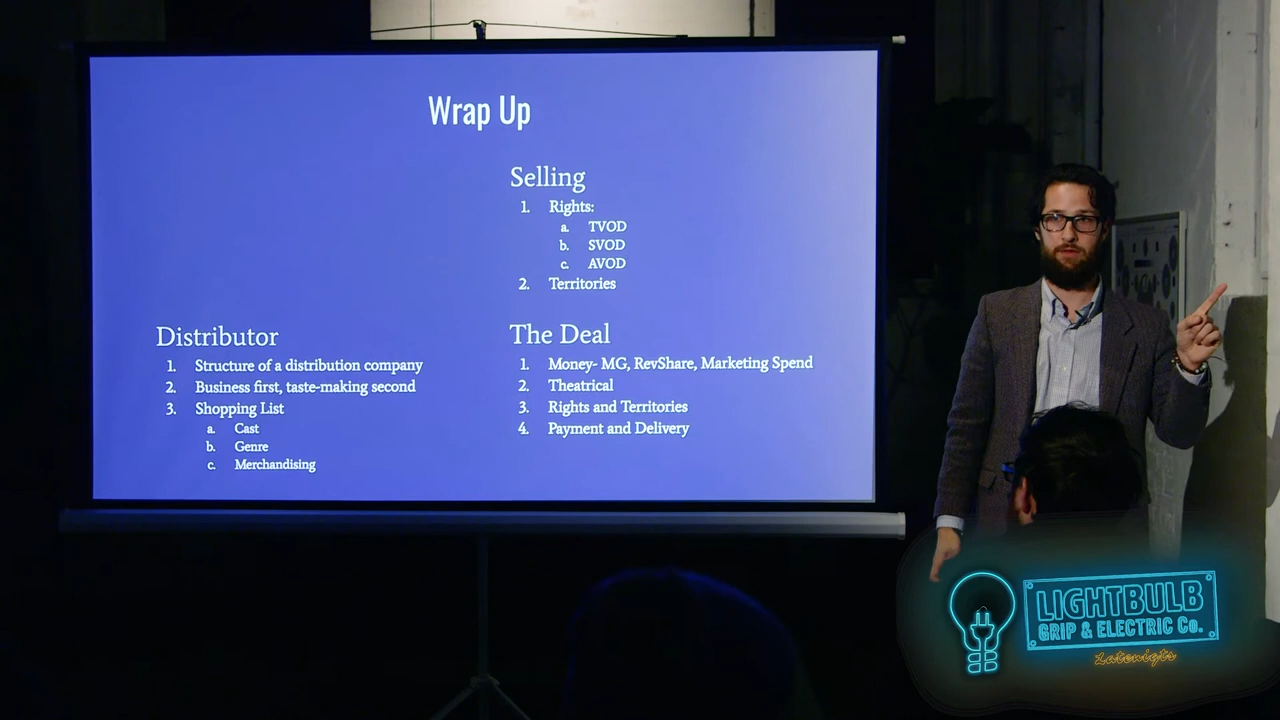 Wrap Up
Selling
1. Rights:
a. TVOD
b. SVOD
c. AVOD
2. Territories
Distributor
1. Structure of a distribution company
2. Business first, taste-making second
3. Shopping List
a. Cast
b. Genre
c. Merchandising
The Deal
1. Money- MG, RevShare, Marketing Spend
2. Theatrical
3. Rights and Territories
4. Payment and Delivery
LIGHTBULB
GRIP & ELECTRIC Co.
Latenigts